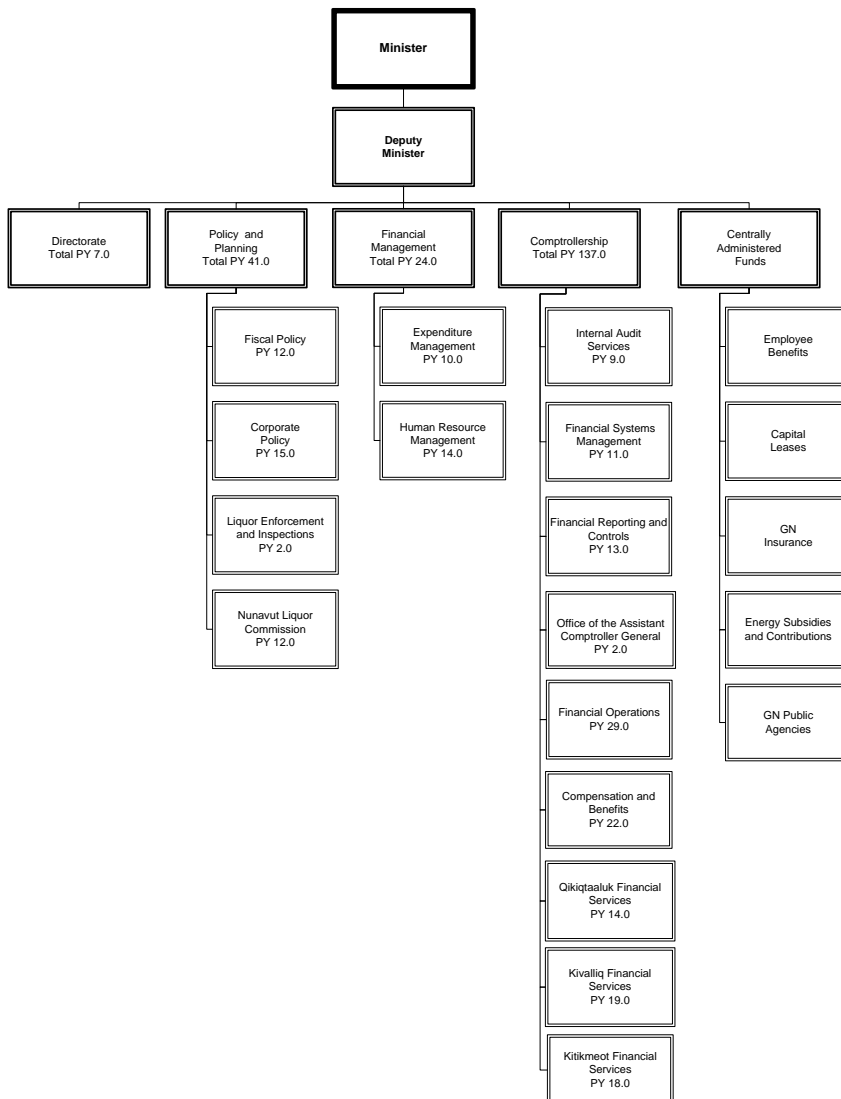 Minister
Deputy
Minister
Directorate
Total PY 7.0
Policy and
Planning
Total PY 41.0
Financial
Management
Total PY 24.0
Comptrollership
Total PY 137.0
Centrally
Administered
Funds
Fiscal Policy
PY 12.0
Corporate
Policy
PY 15.0
Liquor Enforcement
and Inspections
PY 2.0
Nunavut Liquor
Commission
PY 12.0
Expenditure
Management
PY 10.0
Human Resource
Management
PY 14.0
Internal Audit
Services
PY 9.0
Financial Systems
Management
PY 11.0
Financial Reporting and
Controls
PY 13.0
Office of the Assistant
Comptroller General
PY 2.0
Financial Operations
PY 29.0
Compensation and
Benefits
PY 22.0
Qikiqtaaluk Financial
Services
PY 14.0
Kivalliq Financial
Services
PY 19.0
Kitikmeot Financial
Services
PY 18.0
Employee
Benefits
Capital
Leases
GN
Insurance
Energy Subsidies
and Contributions
GN Public
Agencies